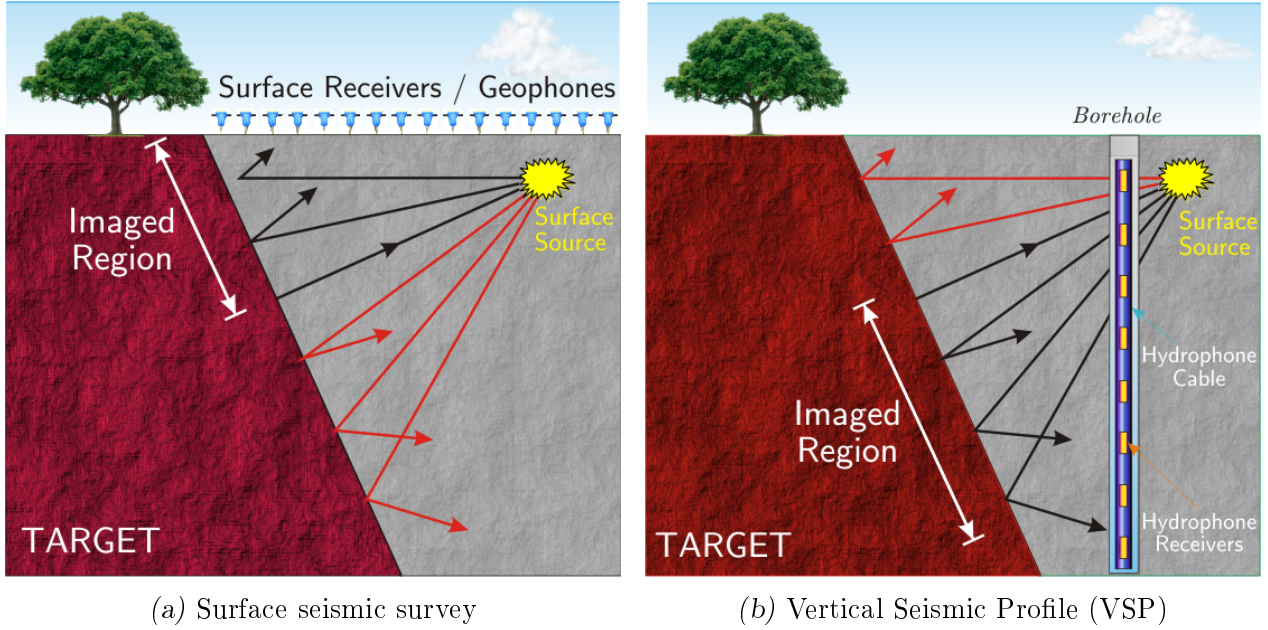 Surface Receivers / Geophones
Imaged
Region
Surface
Source
TARGET
(a) Surface seismic survey
Borehole
Surface
Source
Hydrophone
Cable
Imaged
Region
Hydrophone
Receivers
TARGET
(b) Vertical Seismic Profile (VSP)